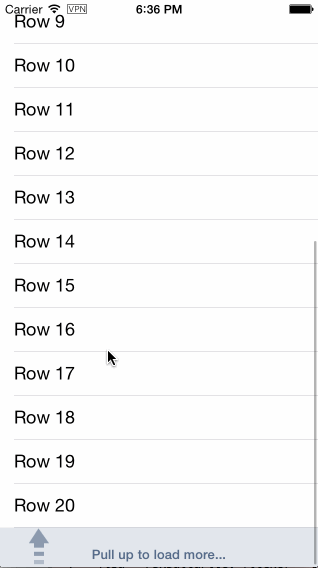 Carrier VPN 6:36 PM
Row 9
Row 10
Row 11
Row 12
Row 13
Row 14
Row 15
Row 16
Row 17
Row 18
Row 19
Row 20
Pull up to load more...